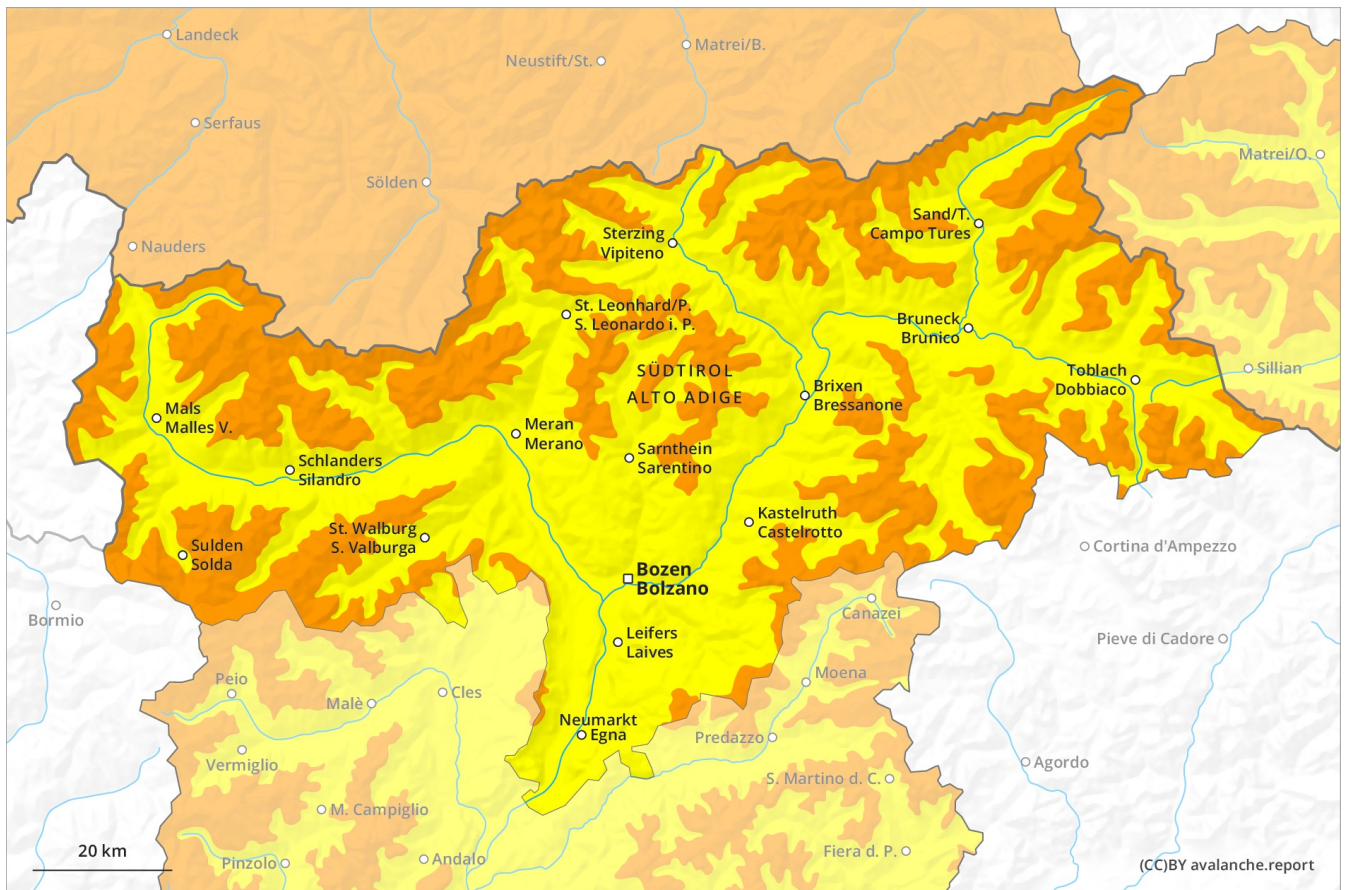 Landeck
Matrei/B.
Neustift/St.
Serfaus
Matrei/O.
Sölden
Sand/T.
Campo Tures
Sterzing
Vipiteno
Nauders
St. Leonhard/P.
S. Leonardo i. P.
Bruneck
Brunico
SÜDTIROL
ALTO ADIGE
Toblach
Dobbiaco
Sillian
Brixen
Bressanone
Mals
Malles V.
Meran
Merano
Schlanders
Silandro
Sarnthein
Sarentino
Kastelruth
Castelrotto
St. Walburg
S. Valburga
Sulden
Solda
Cortina d'Ampezzo
Bozen
Bolzano
Bormio
Canazei
Leifers
Laives
Pieve di Cadore
Peio
Moena
Malè
Cles
Neumarkt
Egna
Predazzo
Vermiglio
Agordo
S. Martino d. C.
M. Campiglio
20 km
Pinzolo
Andalo
Fiera d. P.
(CC)BY avalanche.report